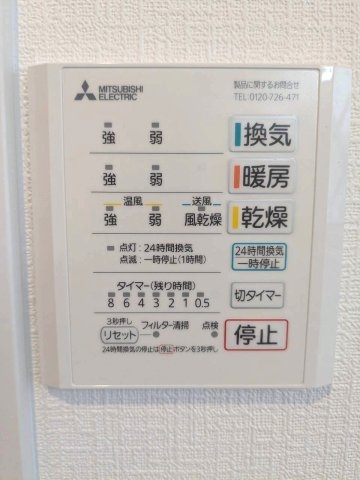 MITSUBISHI
ELECTRIC
製品に関するお問合せ
TEL:0120-726-471
強 弱 換気
強 弱 暖房
温風 送風
強 弱 風乾燥 乾燥
点灯:24時間換気
点滅:一時停止(1時間)
24時間換気
一時停止
タイマー(残り時間)
8 6 4 3 2 1 0.5
切タイマー
3秒押し
リセット フィルター清掃 点検
停止
24時間換気の停止は停止ボタンを3秒押し